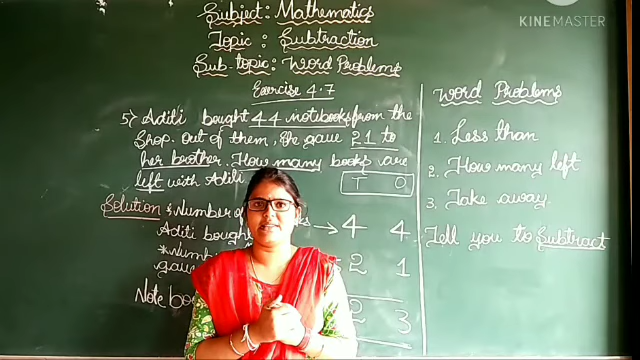 KINEMASTER
Subject: Mathematics
Topic: Subtraction
Sub-topic: Word Problems
Exercise 4.7
5) Aditi bought 44 notebooks from the
Shop. Out of them, She gave 21 to
her brother. How many books are
left with Aditi
T O
Solution * Number of
Aditi bought → 4 4
2 1
Note
2 3
Word Problems
1. Less than
2. How many left
3. Take away
Tell you to Subtract